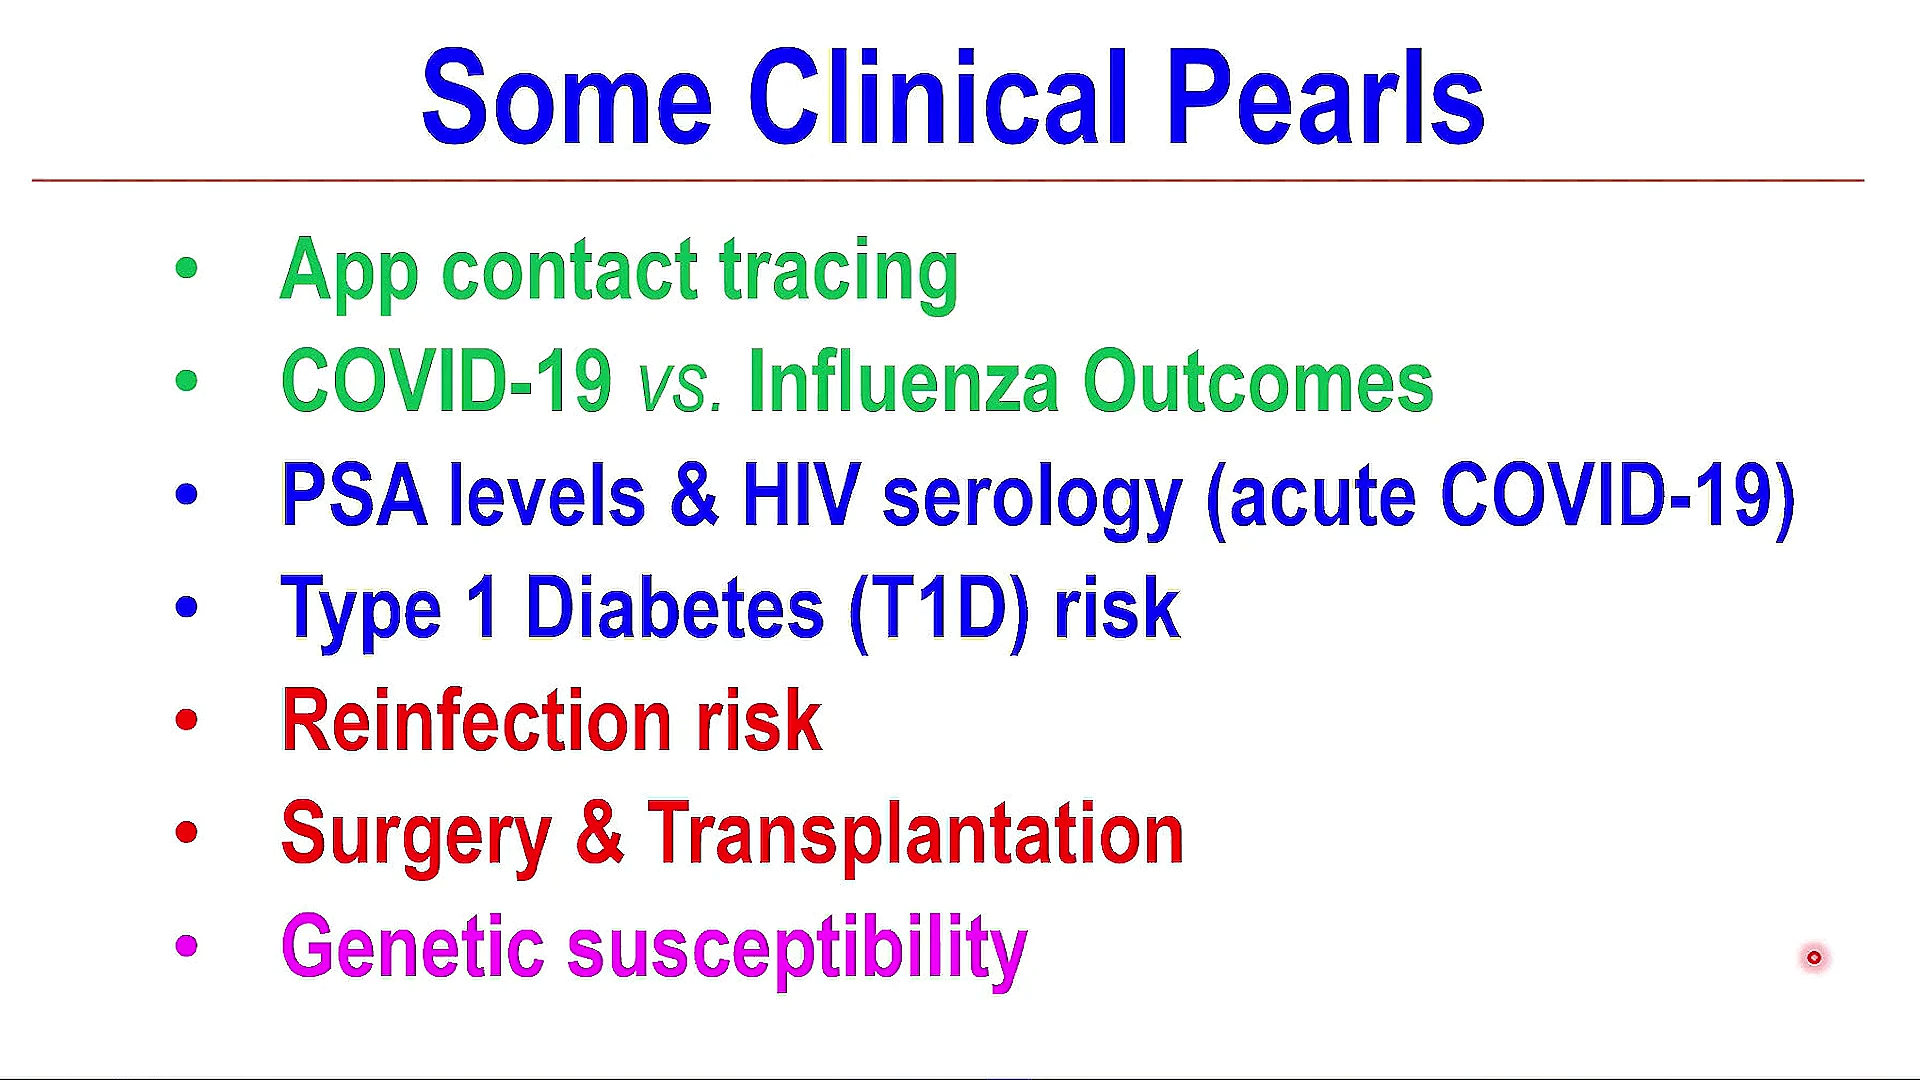 Some Clinical Pearls
• App contact tracing
• COVID-19 vs. Influenza Outcomes
• PSA levels & HIV serology (acute COVID-19)
• Type 1 Diabetes (T1D) risk
• Reinfection risk
• Surgery & Transplantation
• Genetic susceptibility